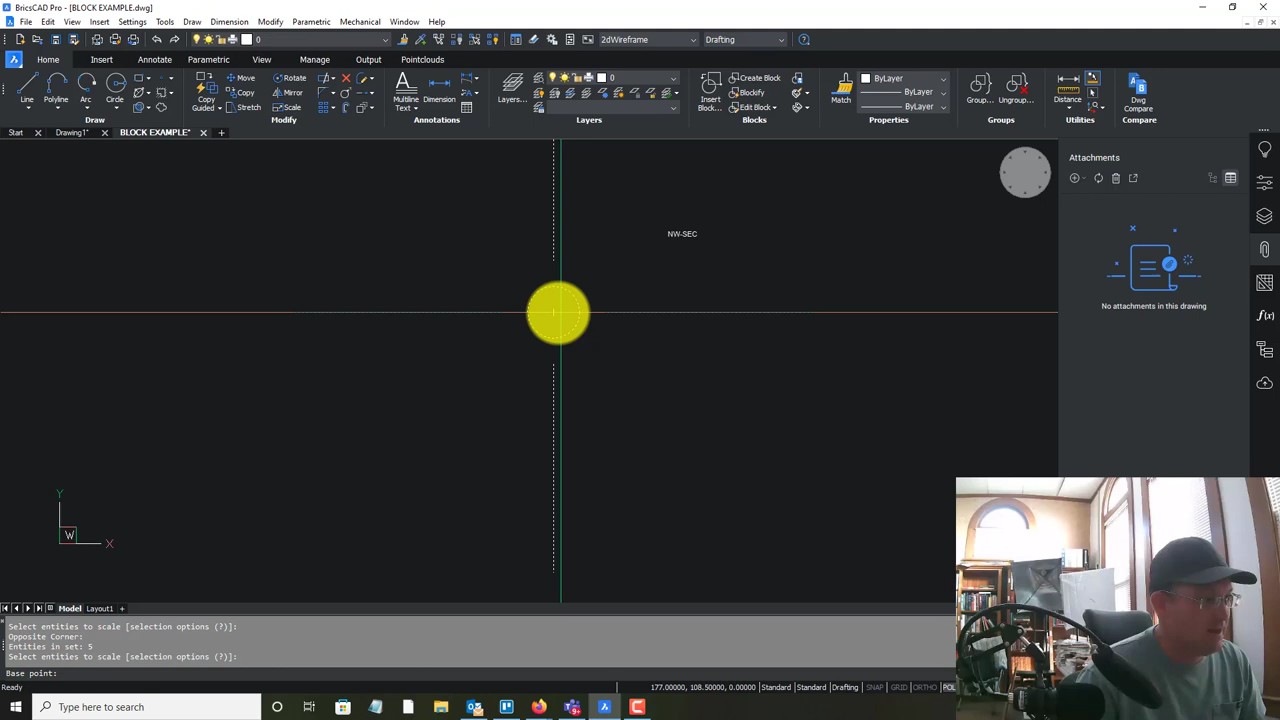 BricsCAD Pro - [BLOCK EXAMPLE.dwg]
File Edit View Insert Settings Tools Draw Dimension Modify Parametric Mechanical Window Help
0 2dWireframe Drafting
Home Insert Annotate Parametric View Manage Output Pointclouds
Line Polyline Arc Circle
Draw
Copy Guided... Move Copy... Stretch Rotate Mirror Scale
Modify
Multiline Text... Dimension
Annotations
Layers... 0
Layers
Insert Block... Create Block Blockify Edit Block
Blocks
Match ByLayer ByLayer ByLayer
Properties
Group... Ungroup...
Groups
Distance
Utilities
Dwg Compare
Compare
Start Drawing1* BLOCK EXAMPLE*
Attachments
No attachments in this drawing
NW-SEC
Y
W X
Model Layout1
Select entities to scale [selection options (?)]:
Opposite Corner:
Entities in set: 5
Select entities to scale [selection options (?)]:
Base point:
Ready 177.00000, 108.50000, 0.00000 Standard Standard Drafting SNAP GRID ORTHO POL
Type here to search